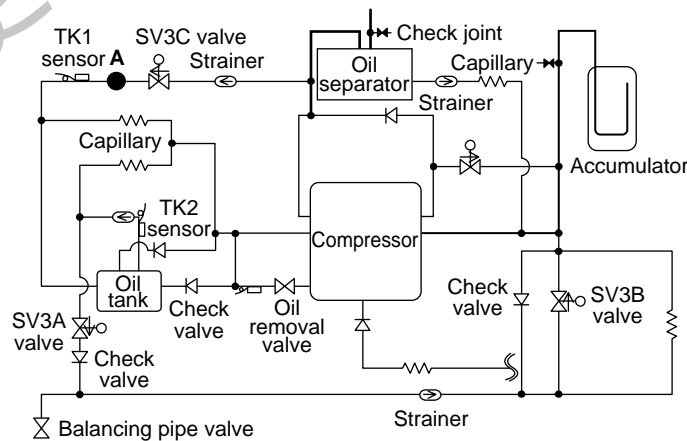 TK1
sensor A
SV3C valve
Strainer
Check joint
Oil
separator
Capillary
Strainer
Accumulator
Capillary
TK2
sensor
Compressor
Oil
tank
Check
valve
Oil
removal
valve
SV3A
valve
Check
valve
Check
valve
SV3B
valve
Strainer
Balancing pipe valve